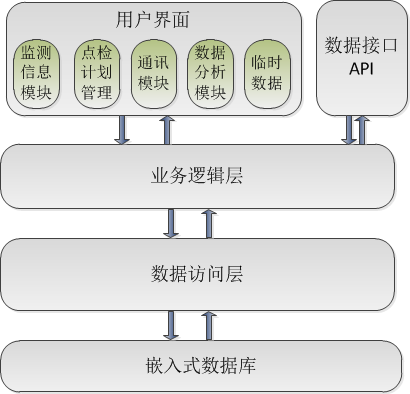 用户界面
监测
信息
模块
点检
计划
管理
通讯
模块
数据
分析
模块
临时
数据
数据接口
API
业务逻辑层
数据访问层
嵌入式数据库